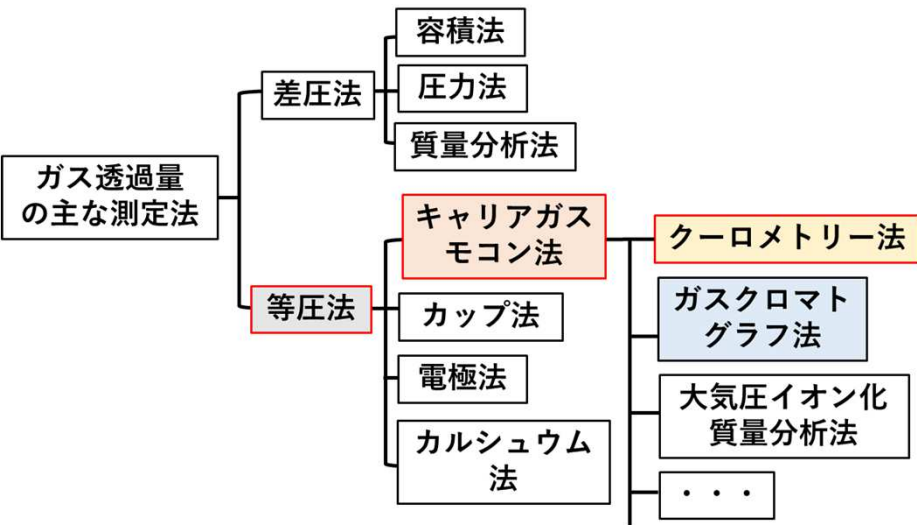 ガス透過量
の主な測定法
差圧法
容積法
圧力法
質量分析法
等圧法
キャリアガス
モコン法
カップ法
電極法
カルシュウム
法
クーロメトリー法
ガスクロマト
グラフ法
大気圧イオン化
質量分析法
・・・